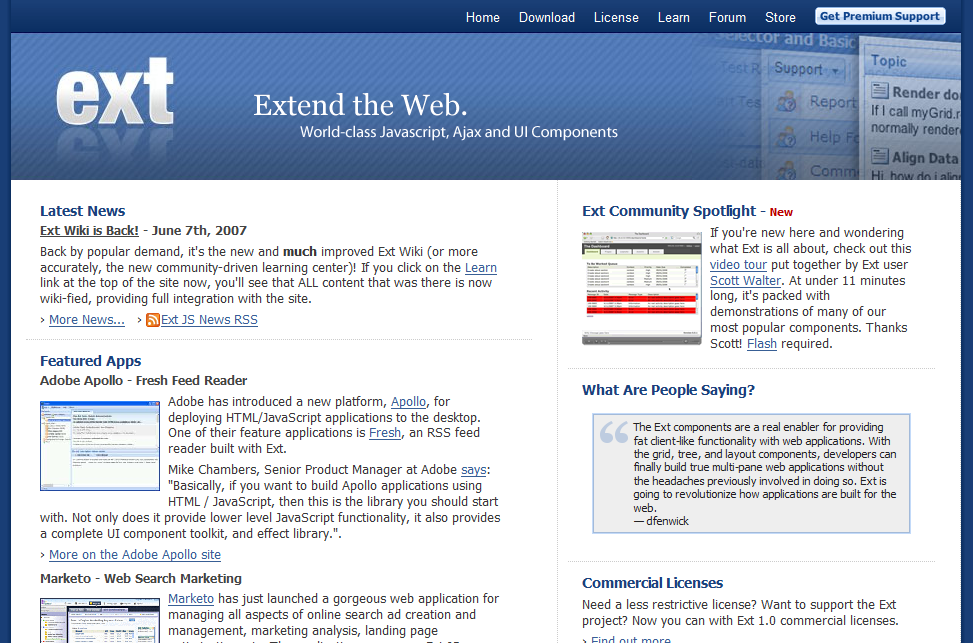 Home Download License Learn Forum Store Get Premium Support
ext
Extend the Web.
World-class Javascript, Ajax and UI Components
Selector and Basic
Support
Report
Help
Topic
Render
If I call myGrid.
normally render
Align Data
Hi, how do i
Latest News
Ext Wiki is Back! - June 7th, 2007
Back by popular demand, it's the new and much improved Ext Wiki (or more
accurately, the new community-driven learning center)! If you click on the Learn
link at the top of the site now, you'll see that ALL content that was there is now
wiki-fied, providing full integration with the site.
› More News... › Ext JS News RSS
Featured Apps
Adobe Apollo - Fresh Feed Reader
Adobe has introduced a new platform, Apollo, for
deploying HTML/JavaScript applications to the desktop.
One of their feature applications is Fresh, an RSS feed
reader built with Ext.
Mike Chambers, Senior Product Manager at Adobe says:
"Basically, if you want to build Apollo applications using
HTML / JavaScript, then this is the library you should start
with. Not only does it provide lower level JavaScript functionality, it also provides
a complete UI component toolkit, and effect library.".
› More on the Adobe Apollo site
Marketo - Web Search Marketing
Marketo has just launched a gorgeous web application for
managing all aspects of online search ad creation and
management, marketing analysis, landing page
Ext Community Spotlight - New
If you're new here and wondering
what Ext is all about, check out this
video tour put together by Ext user
Scott Walter. At under 11 minutes
long, it's packed with
demonstrations of many of our
most popular components. Thanks
Scott! Flash required.
What Are People Saying?
The Ext components are a real enabler for providing
fat client-like functionality with web applications. With
the grid, tree, and layout components, developers can
finally build true multi-pane web applications without
the headaches previously involved in doing so. Ext is
going to revolutionize how applications are built for the
web.
— dfenwick
Commercial Licenses
Need a less restrictive license? Want to support the Ext
project? Now you can with Ext 1.0 commercial licenses.
› Find out more